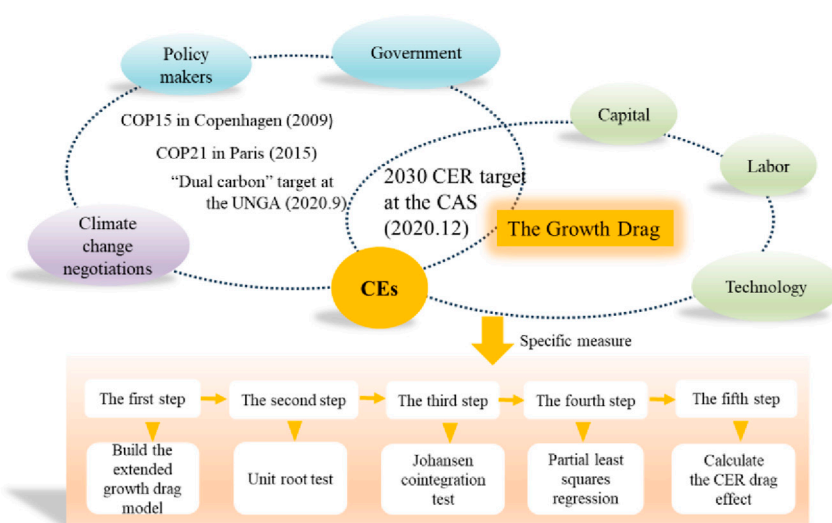 Policy
makers
Government
COP15 in Copenhagen (2009)
COP21 in Paris (2015)
“Dual carbon” target at
the UNGA (2020.9)
Climate
change
negotiations
2030 CER target
at the CAS
(2020.12)
CEs
Capital
Labor
Technology
The Growth Drag
Specific measure
The first step
The second step
The third step
The fourth step
The fifth step
Build the
extended
growth drag
model
Unit root test
Johansen
cointegration
test
Partial least
squares
regression
Calculate
the CER drag
effect